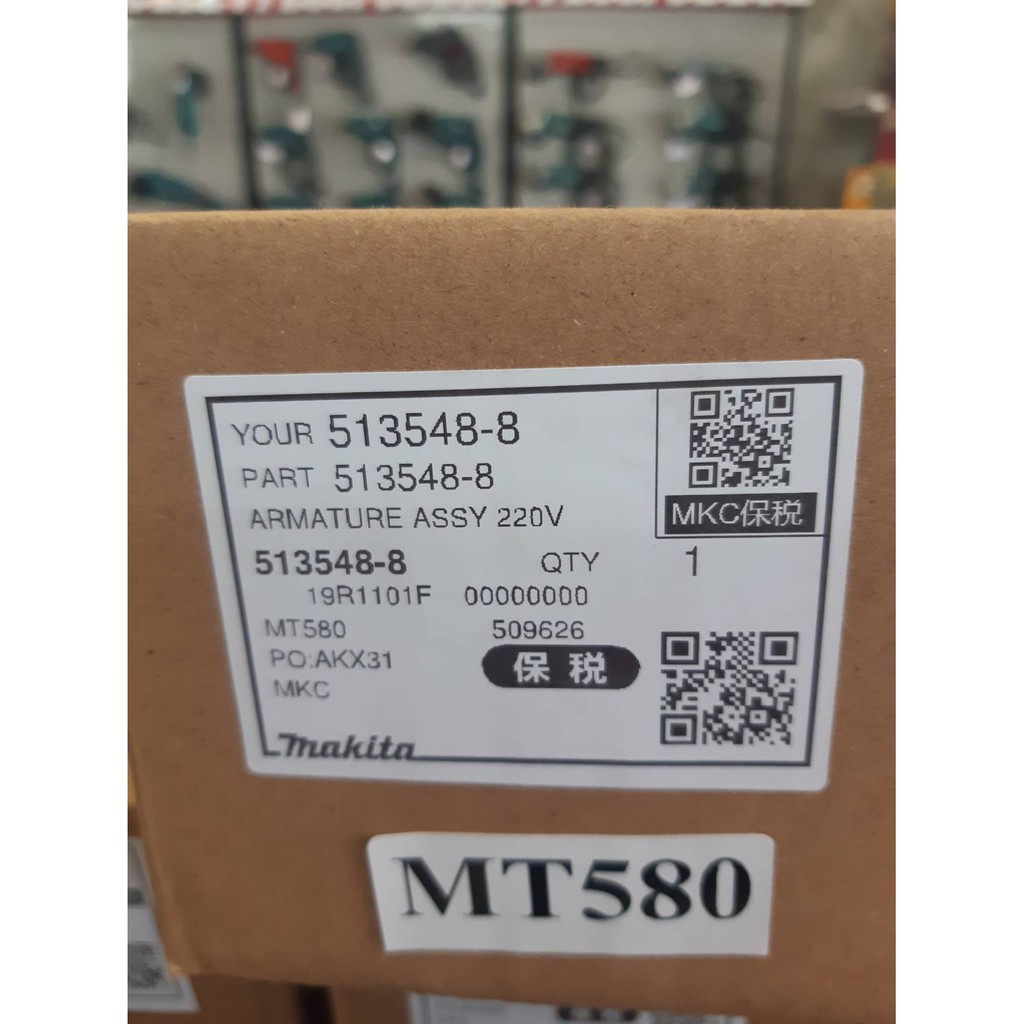 YOUR 513548-8
PART 513548-8
ARMATURE ASSY 220V
MKC保税
513548-8 QTY 1
19R1101F 00000000
MT580 509626
PO:AKX31 保 税
MKC
makita
MT580